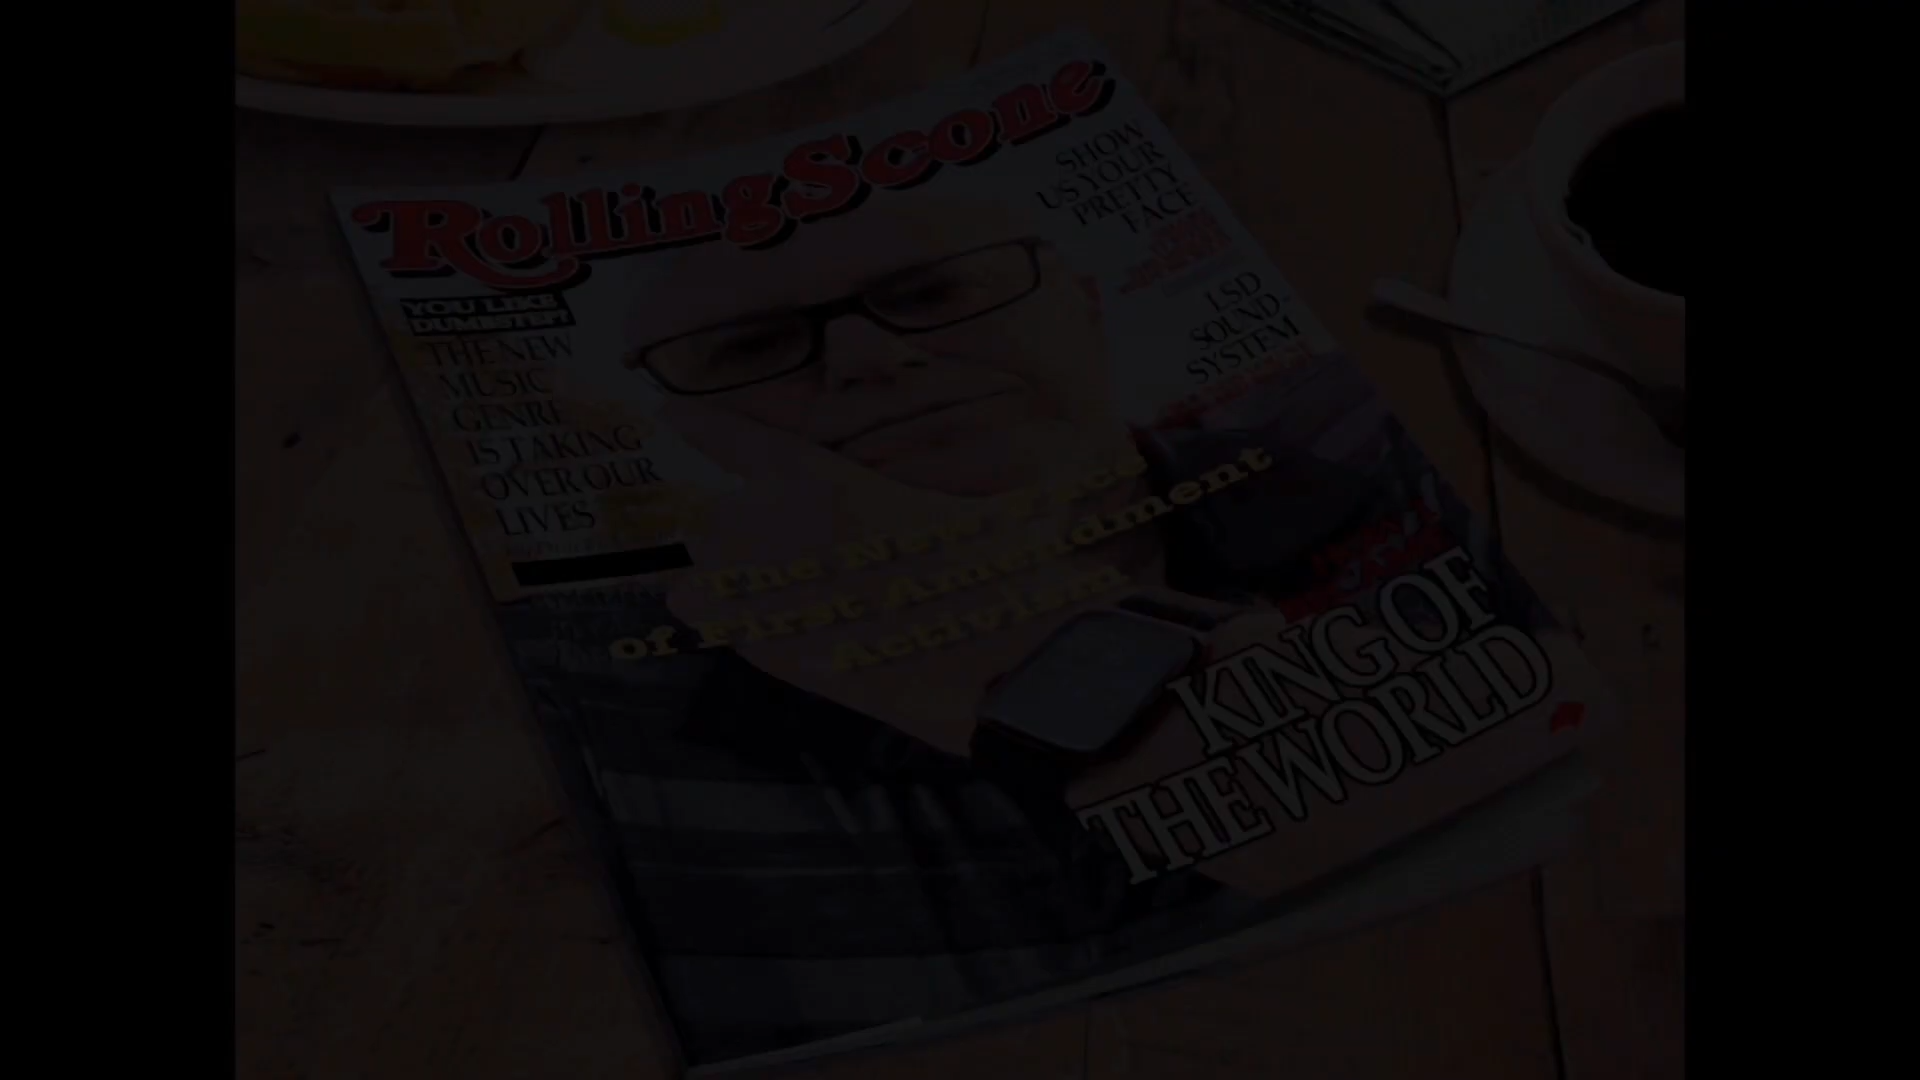 RollingScone
SHOW
US YOUR
PRETTY
FACE
YOU LIKE
DUMBSTEP?
THE NEW
MUSIC
GENRE
IS TAKING
OVER OUR
LIVES
LSD
SOUND-
SYSTEM
The New Face
of First Amendment
Activism
KING OF
THE WORLD